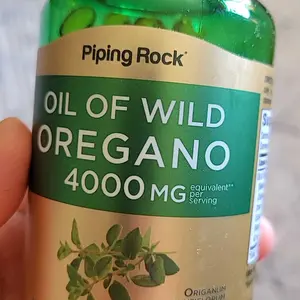 Piping Rock®
OIL OF WILD
OREGANO
4000 MG equivalent**
per
serving
ORIGANUM